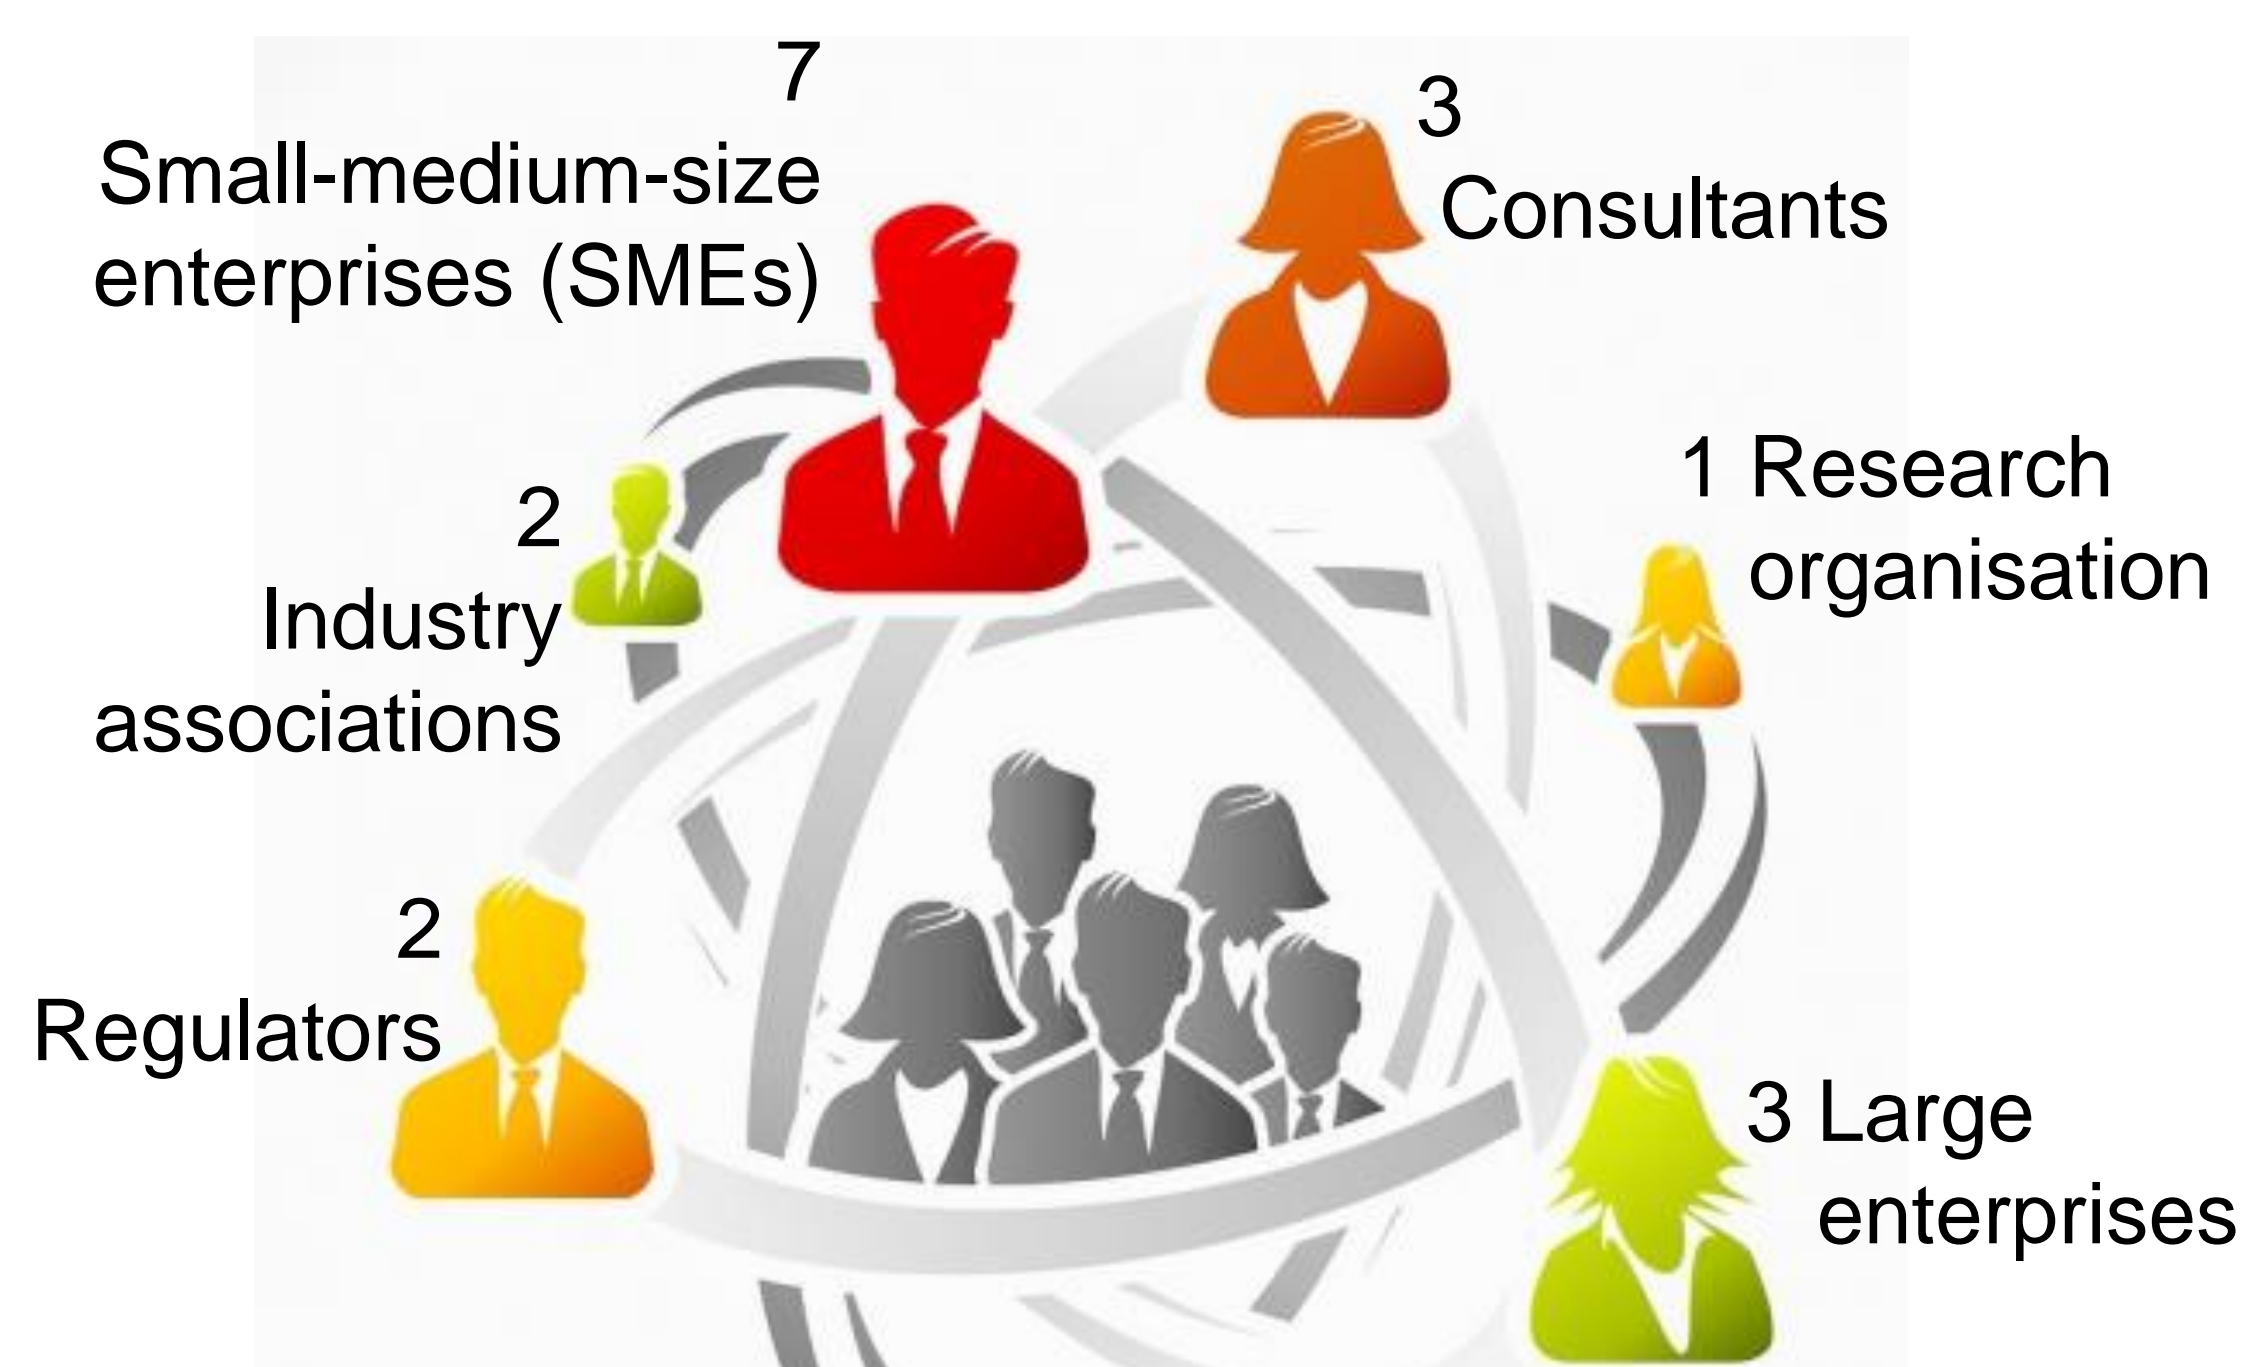 7
Small-medium-size
enterprises (SMEs)
3
Consultants
2
Industry
associations
1 Research
organisation
2
Regulators
3 Large
enterprises